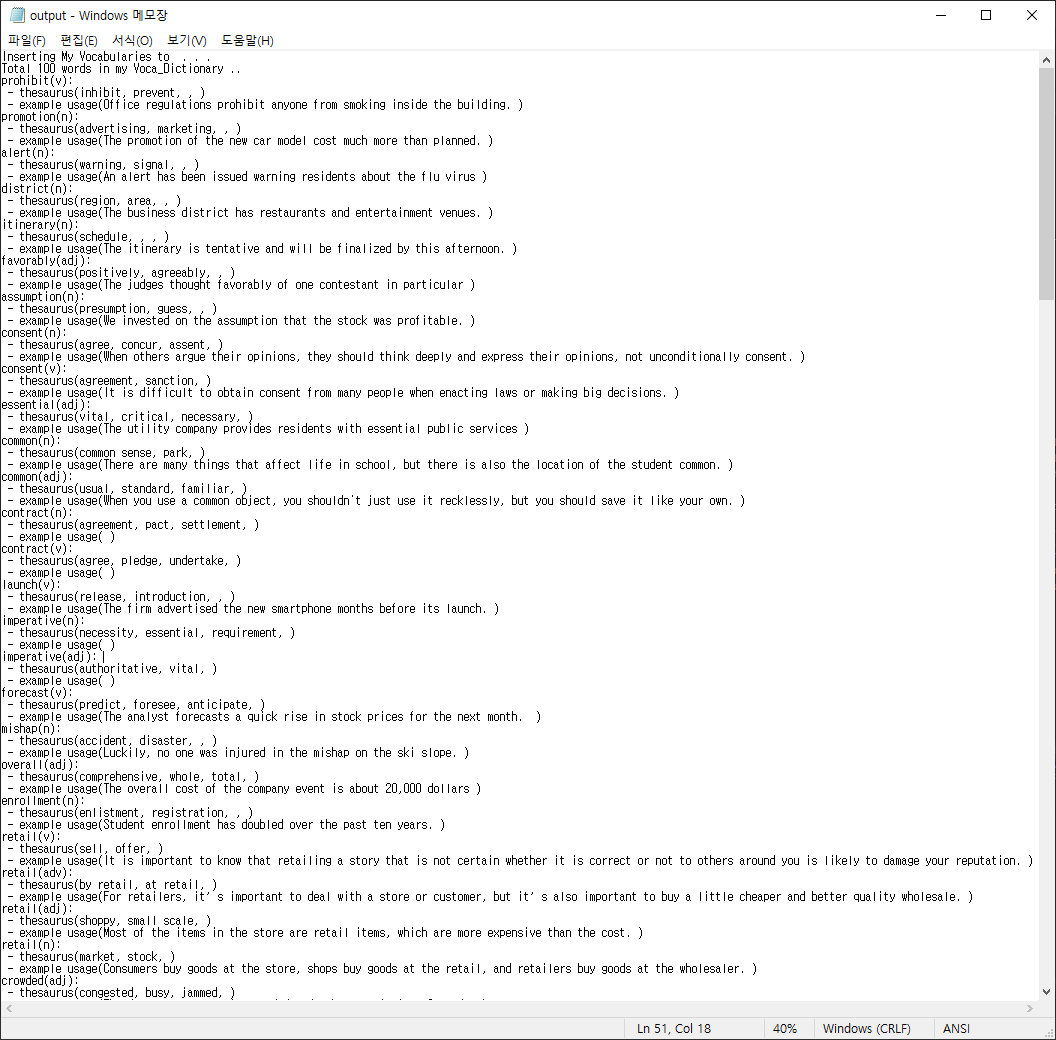 output - Windows 메모장
파일(F) 편집(E) 서식(O) 보기(V) 도움말(H)
Inserting My Vocabularies to . . .
Total 100 words in my Voca_Dictionary ..
prohibit(v):
- thesaurus(inhibit, prevent, , )
- example usage(Office regulations prohibit anyone from smoking inside the building. )
promotion(n):
- thesaurus(advertising, marketing, , )
- example usage(The promotion of the new car model cost much more than planned. )
alert(n):
- thesaurus(warning, signal, , )
- example usage(An alert has been issued warning residents about the flu virus )
district(n):
- thesaurus(region, area, , )
- example usage(The business district has restaurants and entertainment venues. )
itinerary(n):
- thesaurus(schedule, , , )
- example usage(The itinerary is tentative and will be finalized by this afternoon. )
favorably(adj):
- thesaurus(positively, agreeably, , )
- example usage(The judges thought favorably of one contestant in particular )
assumption(n):
- thesaurus(presumption, guess, , )
- example usage(We invested on the assumption that the stock was profitable. )
consent(n):
- thesaurus(agree, concur, assent, )
- example usage(When others argue their opinions, they should think deeply and express their opinions, not unconditionally consent. )
consent(v):
- thesaurus(agreement, sanction, )
- example usage(It is difficult to obtain consent from many people when enacting laws or making big decisions. )
essential(adj):
- thesaurus(vital, critical, necessary, )
- example usage(The utility company provides residents with essential public services )
common(n):
- thesaurus(common sense, park, )
- example usage(There are many things that affect life in school, but there is also the location of the student common. )
common(adj):
- thesaurus(usual, standard, familiar, )
- example usage(When you use a common object, you shouldn't just use it recklessly, but you should save it like your own. )
contract(n):
- thesaurus(agreement, pact, settlement, )
- example usage( )
contract(v):
- thesaurus(agree, pledge, undertake, )
- example usage( )
launch(v):
- thesaurus(release, introduction, , )
- example usage(The firm advertised the new smartphone months before its launch. )
imperative(n):
- thesaurus(necessity, essential, requirement, )
- example usage( )
imperative(adj):
- thesaurus(authoritative, vital, )
- example usage( )
forecast(v):
- thesaurus(predict, foresee, anticipate, )
- example usage(The analyst forecasts a quick rise in stock prices for the next month.  )
mishap(n):
- thesaurus(accident, disaster, , )
- example usage(Luckily, no one was injured in the mishap on the ski slope. )
overall(adj):
- thesaurus(comprehensive, whole, total, )
- example usage(The overall cost of the company event is about 20,000 dollars )
enrollment(n):
- thesaurus(enlistment, registration, , )
- example usage(Student enrollment has doubled over the past ten years. )
retail(v):
- thesaurus(sell, offer, )
- example usage(It is important to know that retailing a story that is not certain whether it is correct or not to others around you is likely to damage your reputation. )
retail(adv):
- thesaurus(by retail, at retail, )
- example usage(For retailers, it’s important to deal with a store or customer, but it’s also important to buy a little cheaper and better quality wholesale. )
retail(adj):
- thesaurus(shoppy, small scale, )
- example usage(Most of the items in the store are retail items, which are more expensive than the cost. )
retail(n):
- thesaurus(market, stock, )
- example usage(Consumers buy goods at the store, shops buy goods at the retail, and retailers buy goods at the wholesaler. )
crowded(adj):
- thesaurus(congested, busy, jammed, )
Ln 51, Col 18 40% Windows (CRLF) ANSI